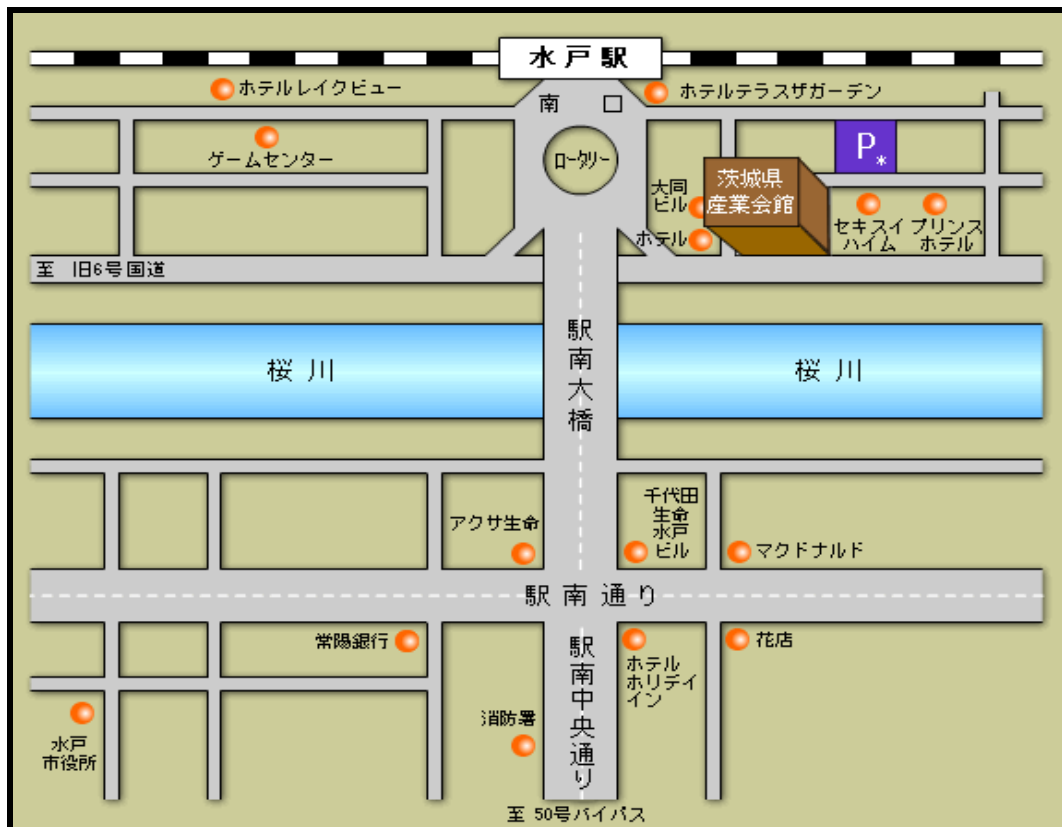 水戸駅
ホテルレイクビュー
南 口
ホテルテラスザガーデン
ゲームセンター
ロータリー
P*
大同
ビル
茨城県
産業会館
ホテル
セキスイ
ハイム
プリンス
ホテル
至 旧6号国道
桜川
駅南大橋
桜川
アクサ生命
千代田
生命
水戸
ビル
マクドナルド
駅南通り
常陽銀行
駅南中央通り
ホテル
ホリデイ
イン
花店
消防署
水戸
市役所
至 50号バイパス